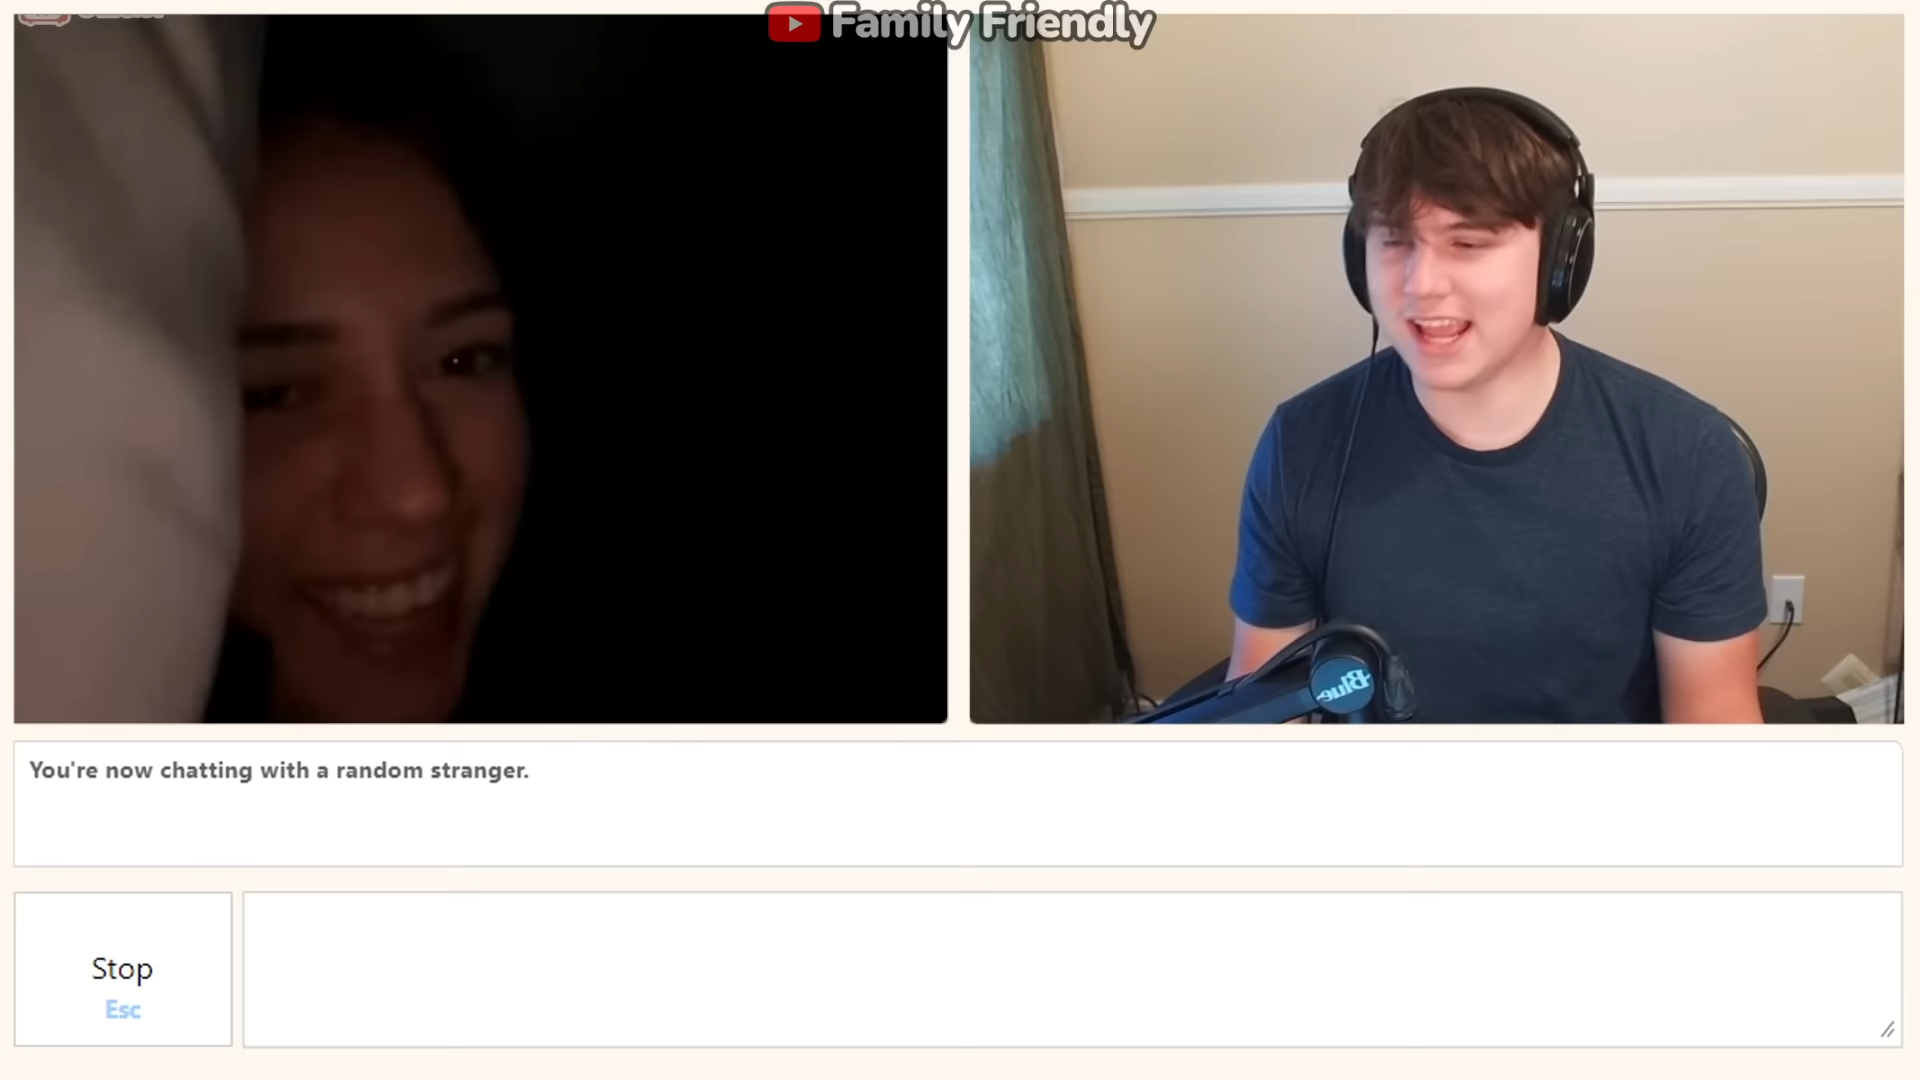 Family Friendly
You're now chatting with a random stranger.
Blue
Stop
Esc